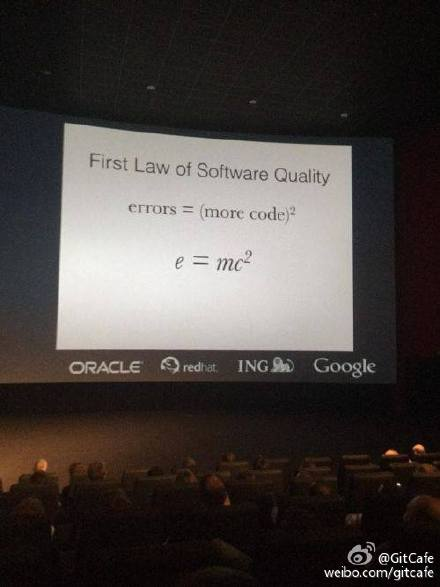 First Law of Software Quality
errors = (more code)²
e = mc²
ORACLE redhat ING Google
@GitCafe
weibo.com/gitcafe